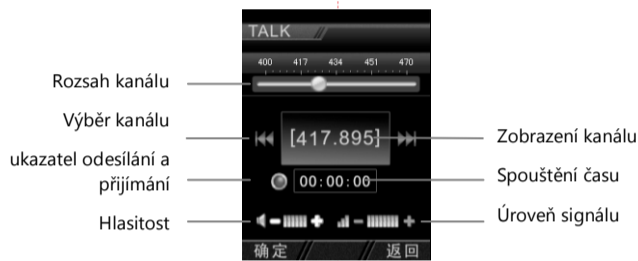 TALK
400 417 434 451 470
Rozsah kanálu
Výběr kanálu
[417.895]
Zobrazení kanálu
ukazatel odesílání a
přijímání
00:00:00
Spouštění času
Hlasitost
Úroveň signálu
确定 返回